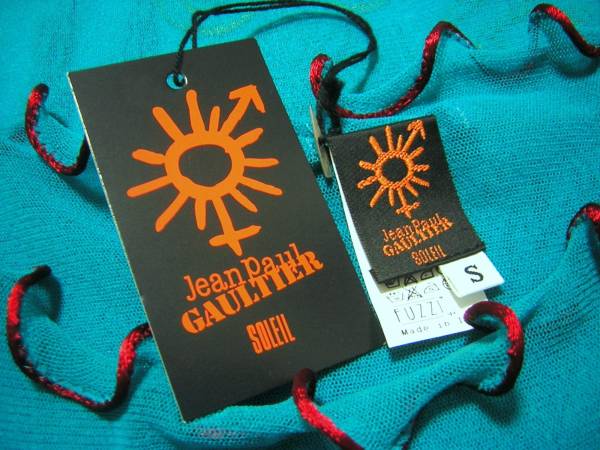 Jean Paul
GAULTIER
SOLEIL
Jean Paul
GAULTIER
SOLEIL
S
FUZZI
Made in